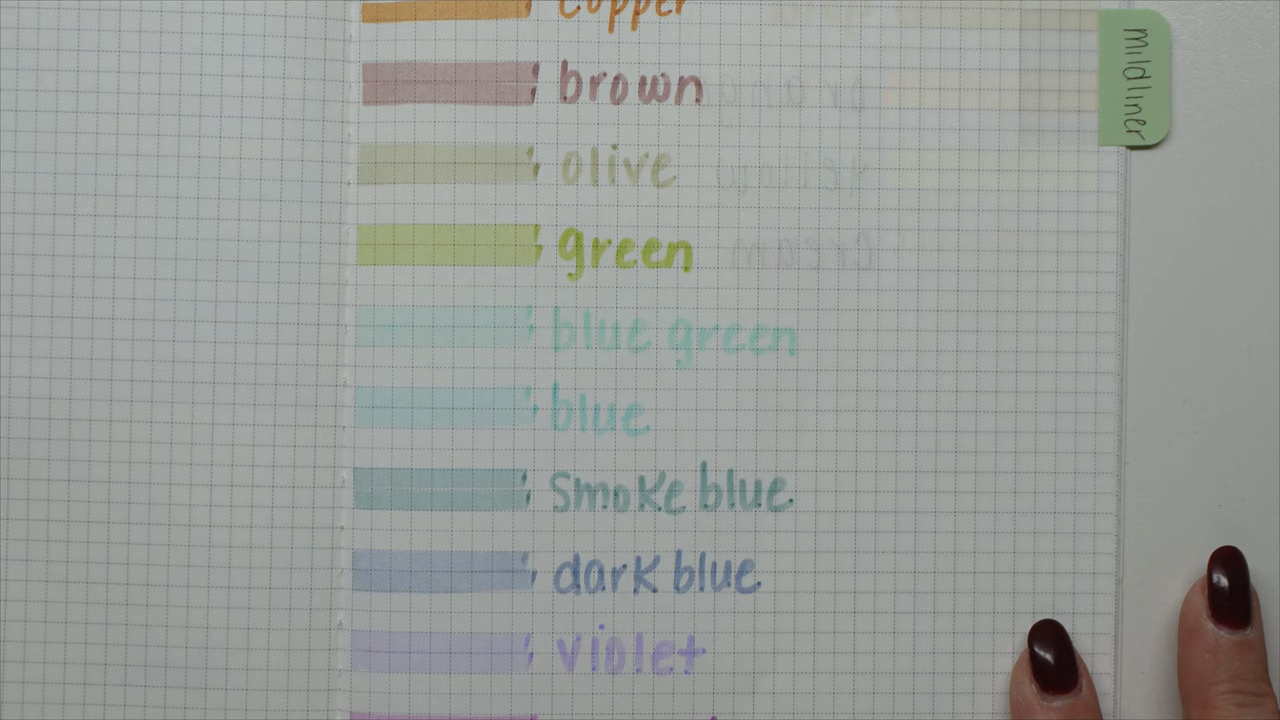 Copper
brown
olive
green
blue green
blue
Smoke blue
dark blue
violet
mildliner